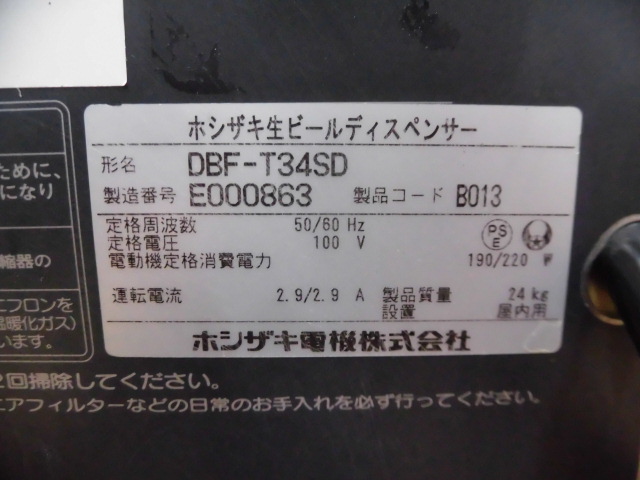 ホシザキ生ビールディスペンサー
形名 DBF-T34SD
製造番号 E000863 製品コード B013
定格周波数 50/60 Hz
定格電圧 100 V
電動機定格消費電力 190/220 W
PS
E
運転電流 2.9/2.9 A 製品質量 24 kg
設置 屋内用
ホシザキ電機株式会社
ために、
になり
縮器の
フロンを
温暖化ガス)
います。
2回掃除してください。
エアフィルターなどの日常のお手入れを必ず行ってください。